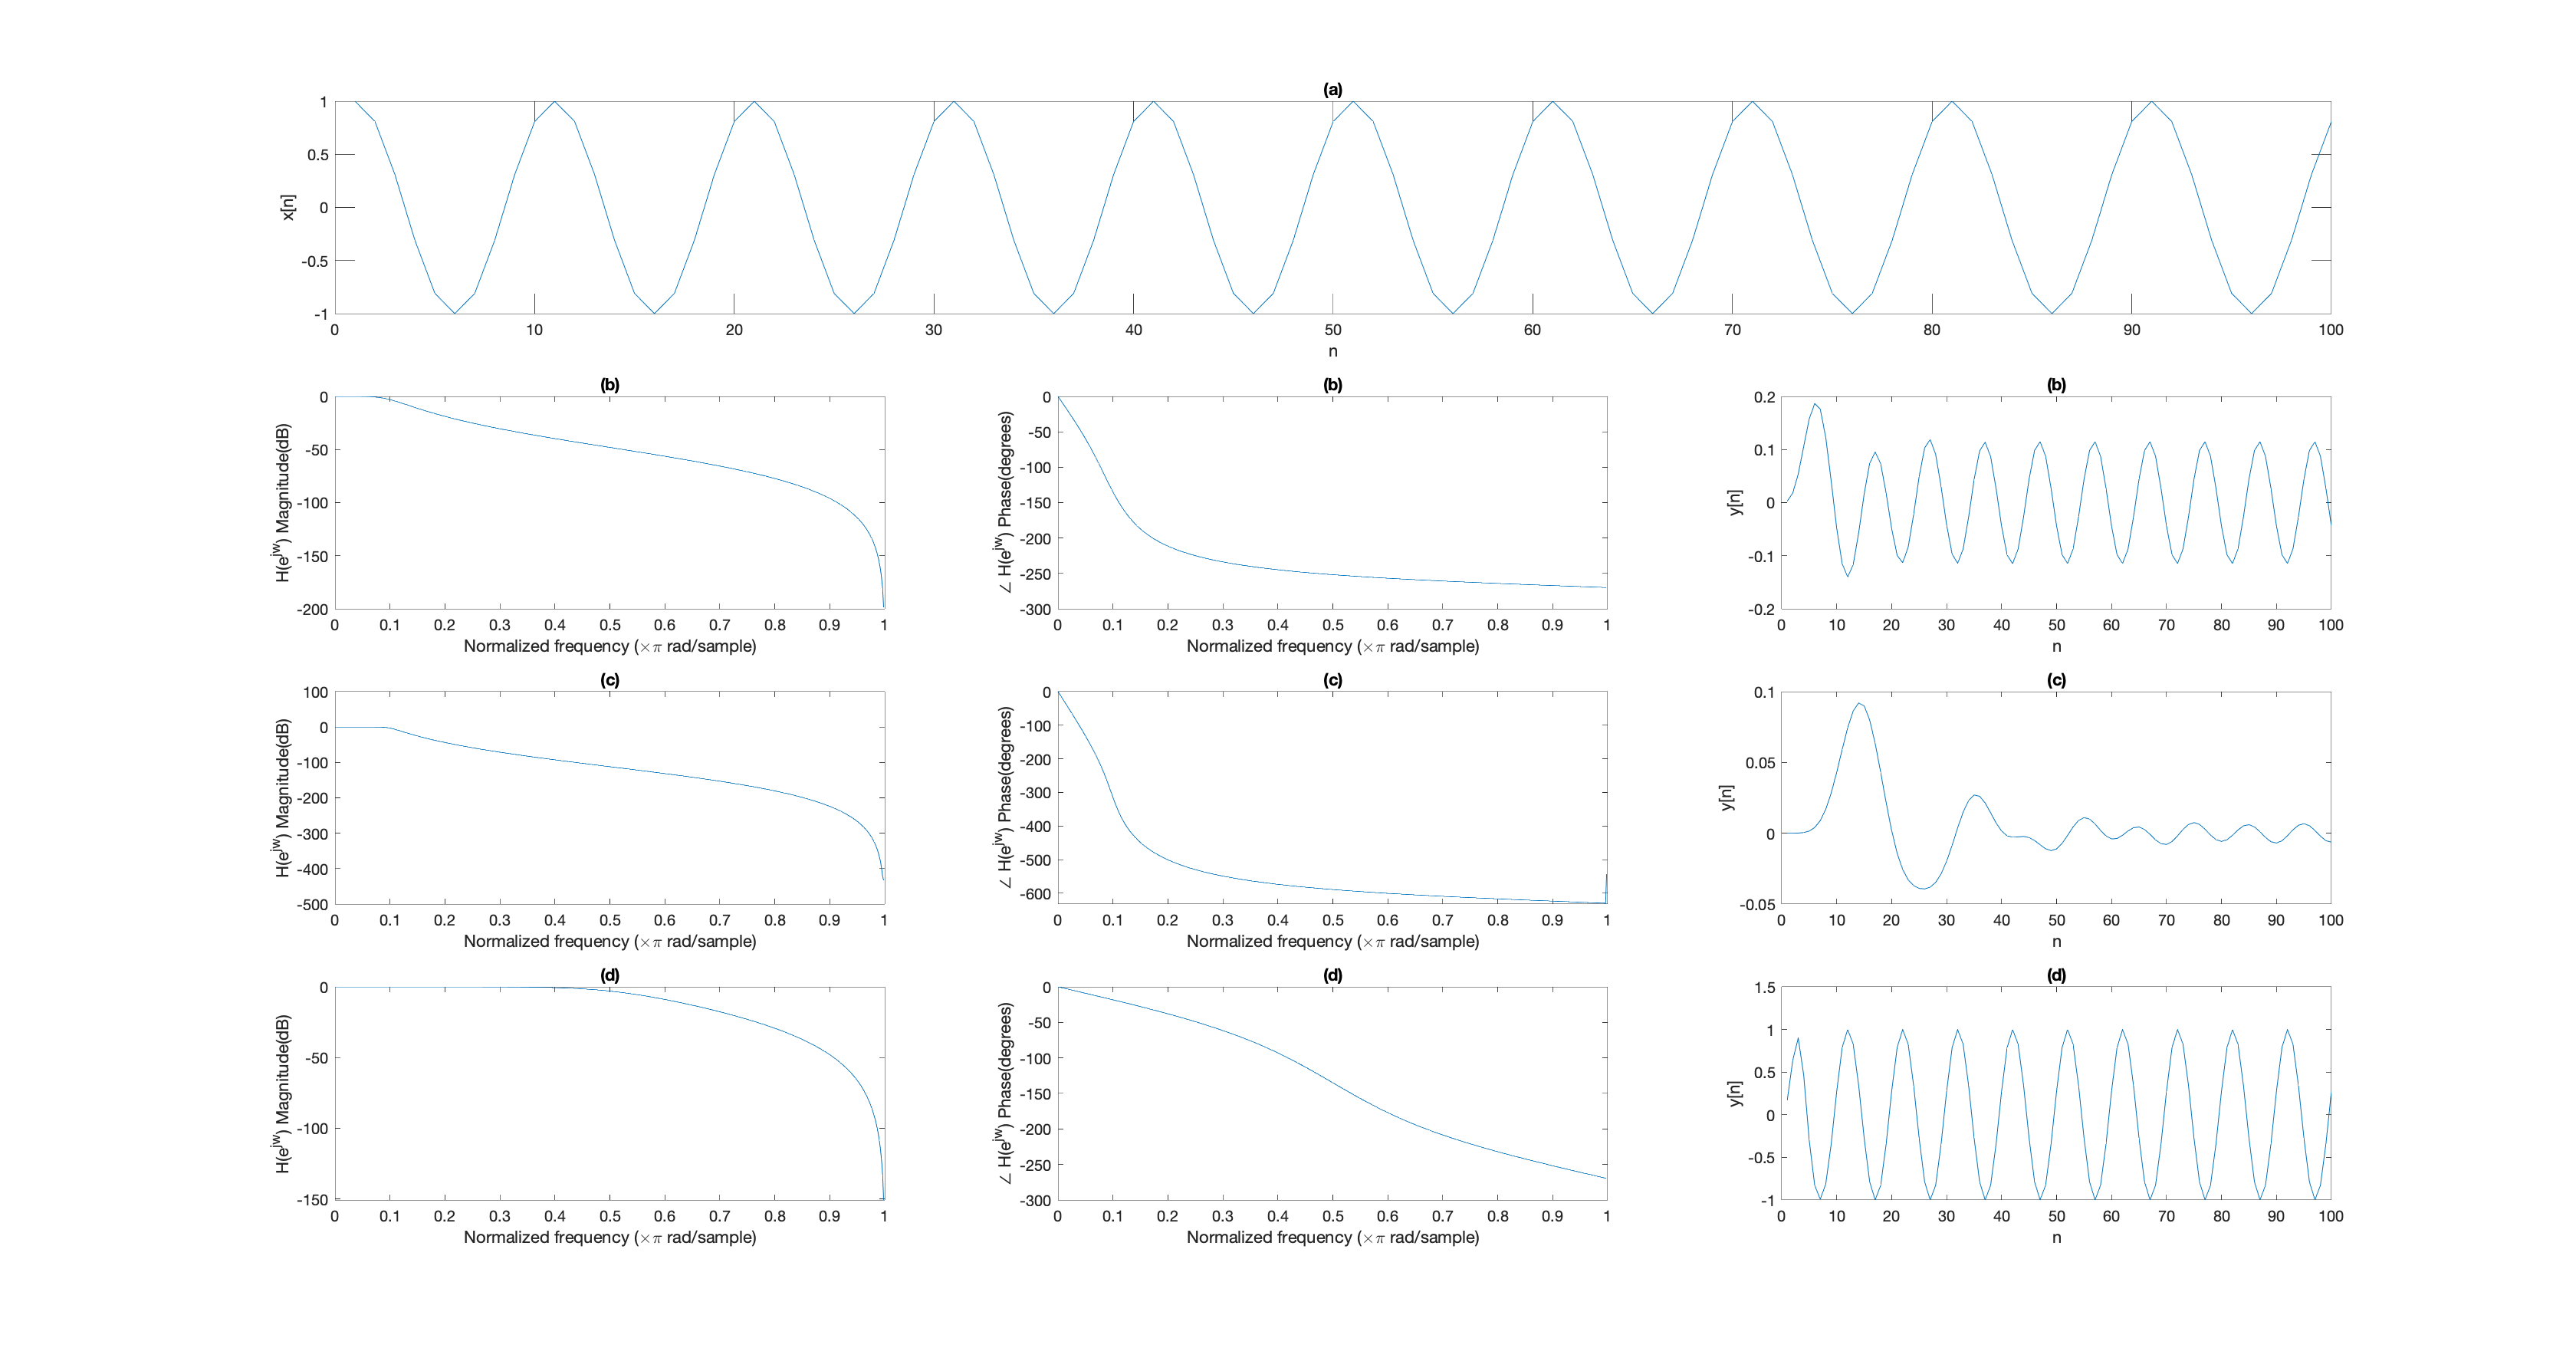 (a)
1
0.5
0
-0.5
-1
x[n]
0 10 20 30 40 50 60 70 80 90 100
n
(b)
0
-50
-100
-150
-200
H(e^jw) Magnitude(dB)
0 0.1 0.2 0.3 0.4 0.5 0.6 0.7 0.8 0.9 1
Normalized frequency (×π rad/sample)
(b)
0
-50
-100
-150
-200
-250
-300
∠ H(e^jw) Phase(degrees)
0 0.1 0.2 0.3 0.4 0.5 0.6 0.7 0.8 0.9 1
Normalized frequency (×π rad/sample)
(b)
0.2
0.1
0
-0.1
-0.2
y[n]
0 10 20 30 40 50 60 70 80 90 100
n
(c)
100
0
-100
-200
-300
-400
-500
H(e^jw) Magnitude(dB)
0 0.1 0.2 0.3 0.4 0.5 0.6 0.7 0.8 0.9 1
Normalized frequency (×π rad/sample)
(c)
0
-100
-200
-300
-400
-500
-600
∠ H(e^jw) Phase(degrees)
0 0.1 0.2 0.3 0.4 0.5 0.6 0.7 0.8 0.9 1
Normalized frequency (×π rad/sample)
(c)
0.1
0.05
0
-0.05
y[n]
0 10 20 30 40 50 60 70 80 90 100
n
(d)
0
-50
-100
-150
H(e^jw) Magnitude(dB)
0 0.1 0.2 0.3 0.4 0.5 0.6 0.7 0.8 0.9 1
Normalized frequency (×π rad/sample)
(d)
0
-50
-100
-150
-200
-250
-300
∠ H(e^jw) Phase(degrees)
0 0.1 0.2 0.3 0.4 0.5 0.6 0.7 0.8 0.9 1
Normalized frequency (×π rad/sample)
(d)
1.5
1
0.5
0
-0.5
-1
y[n]
0 10 20 30 40 50 60 70 80 90 100
n